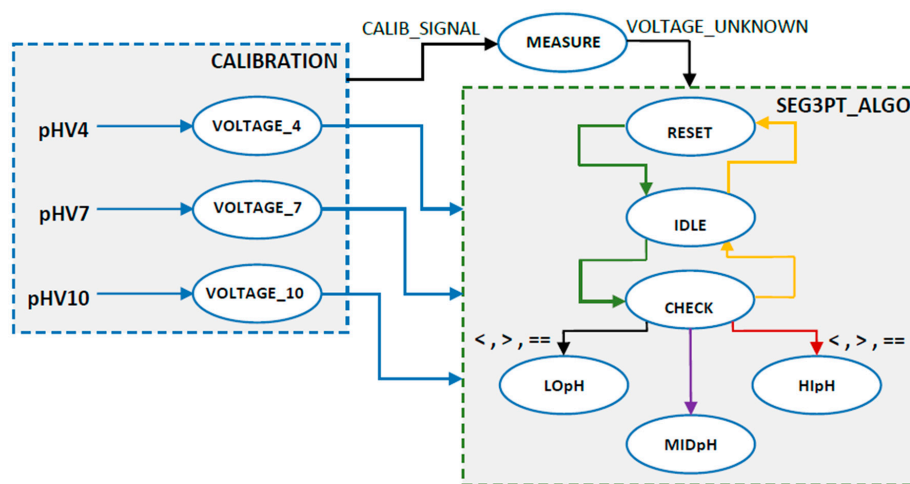 CALIB_SIGNAL
MEASURE
VOLTAGE_UNKNOWN
CALIBRATION
SEG3PT_ALGO
pHV4
VOLTAGE_4
RESET
pHV7
VOLTAGE_7
IDLE
pHV10
VOLTAGE_10
CHECK
< , > , ==
< , > , ==
LOpH
HIpH
MIDpH